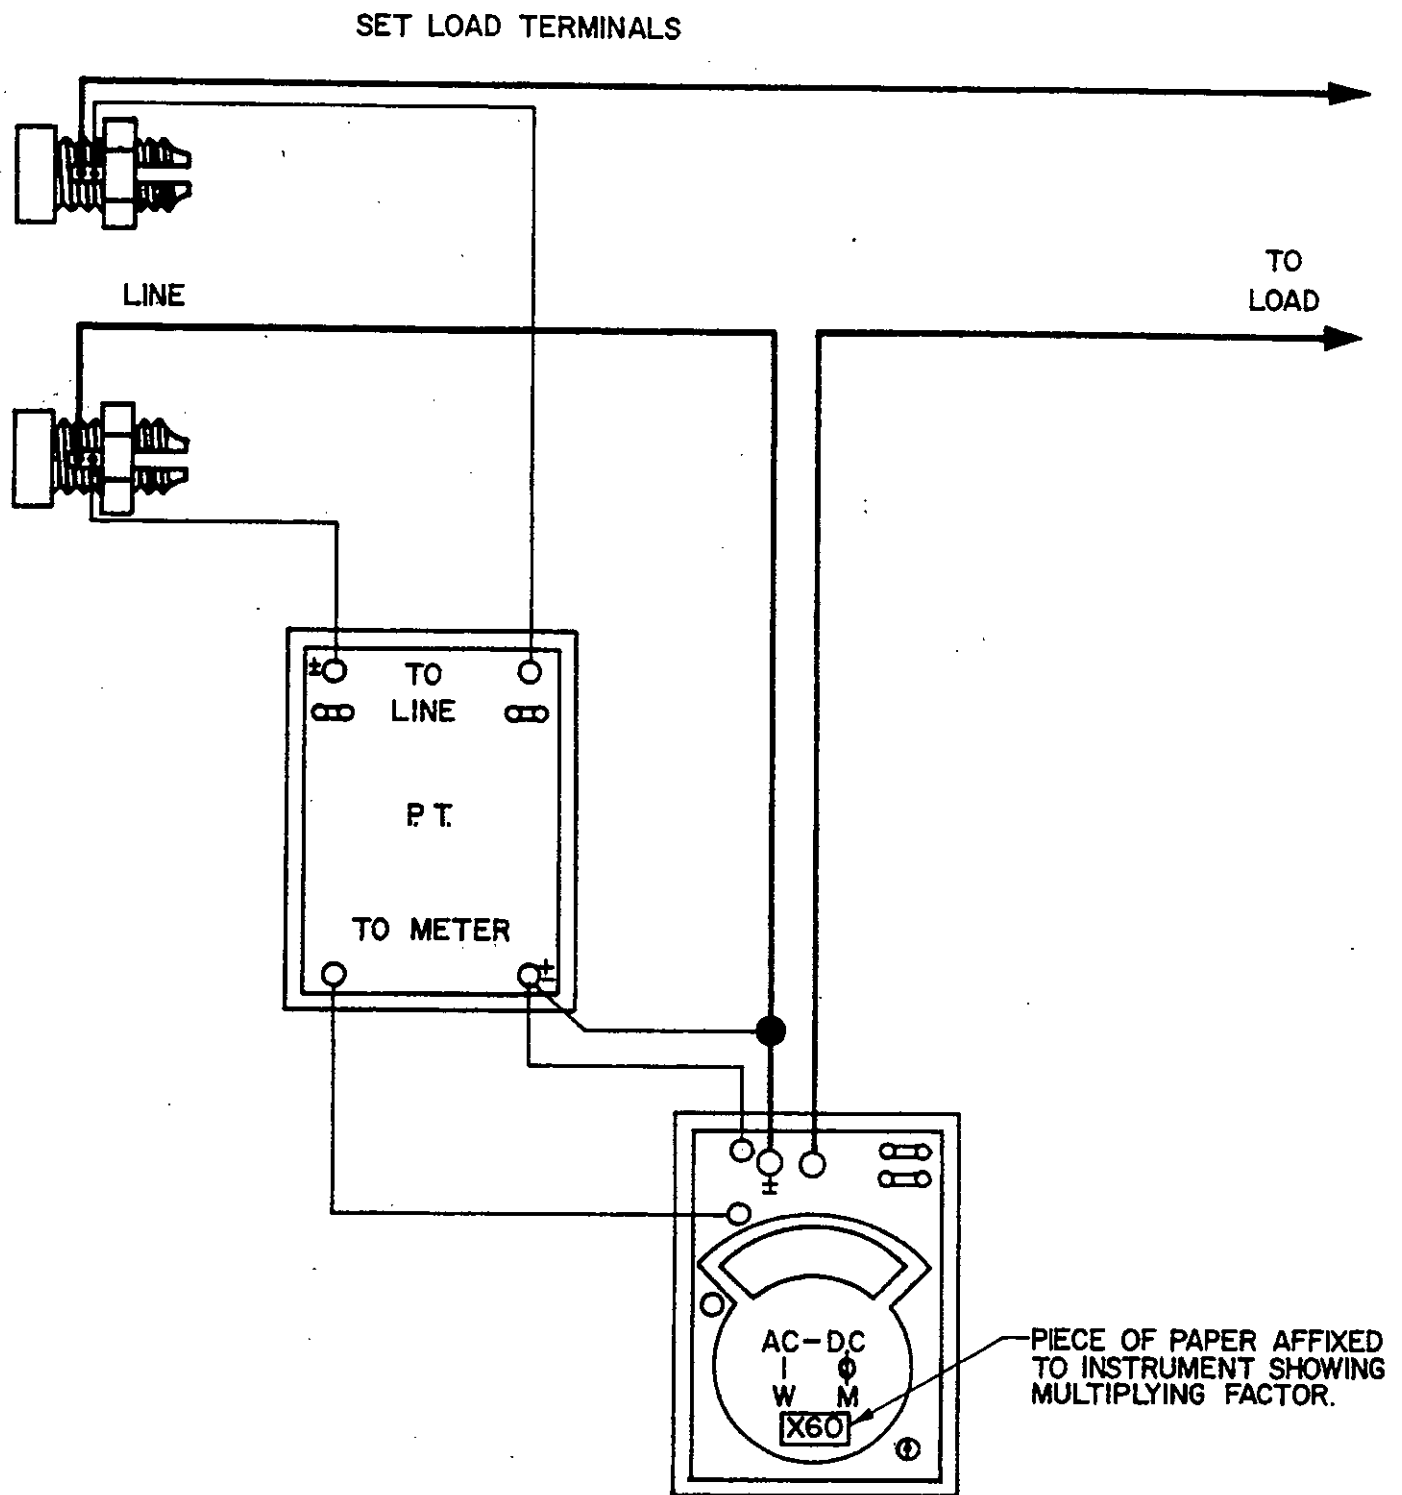 SET LOAD TERMINALS
LINE
TO
LOAD
± TO
LINE
P.T.
TO METER
±
±
AC-DC
W M
X60
PIECE OF PAPER AFFIXED
TO INSTRUMENT SHOWING
MULTIPLYING FACTOR.